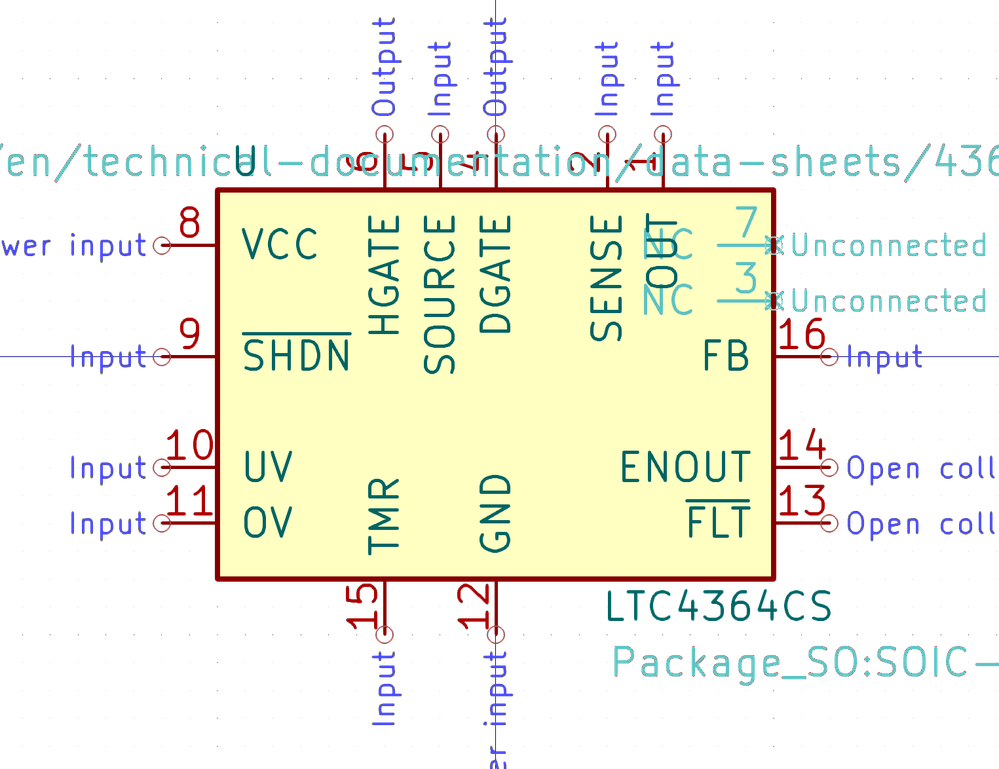 Output
Input
Output
Input
Input
/en/technical-documentation/data-sheets/436
U
6
5
4
2
1
8
VCC
HGATE
SOURCE
DGATE
SENSE
OUT
NC
7
Unconnected
NC
3
Unconnected
wer input
Input
9
SHDN
FB
16
Input
Input
10
UV
ENOUT
14
Open coll
Input
11
OV
TMR
GND
FLT
13
Open coll
15
12
LTC4364CS
Package_SO:SOIC-
Input
er input